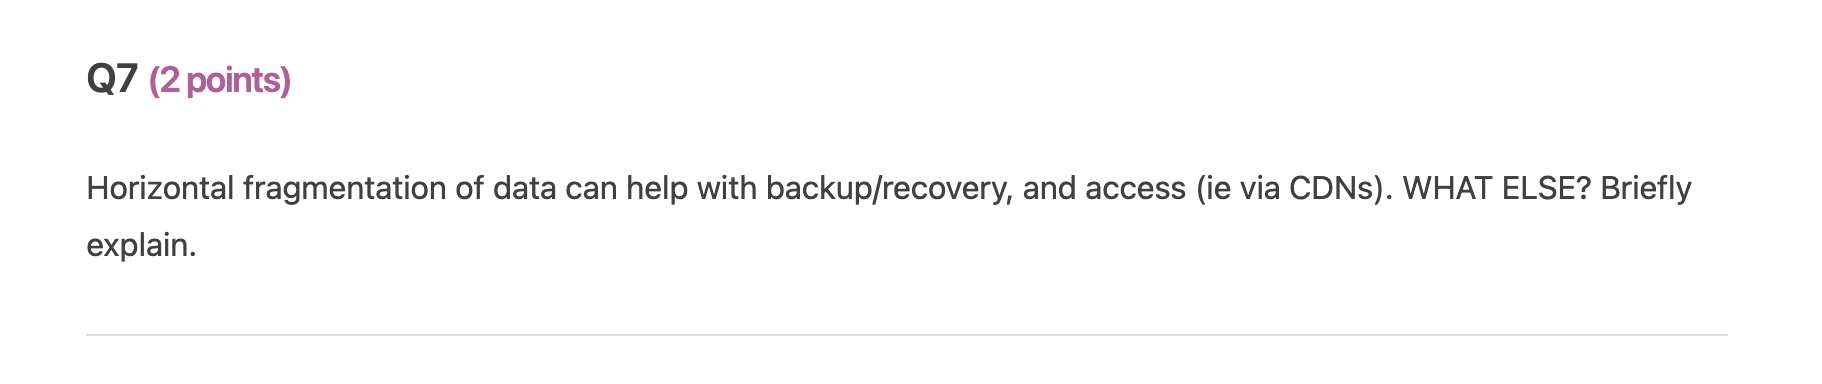 Q7 (2 points)
Horizontal fragmentation of data can help with backup/recovery, and access (ie via CDNs). WHAT ELSE? Briefly
explain.